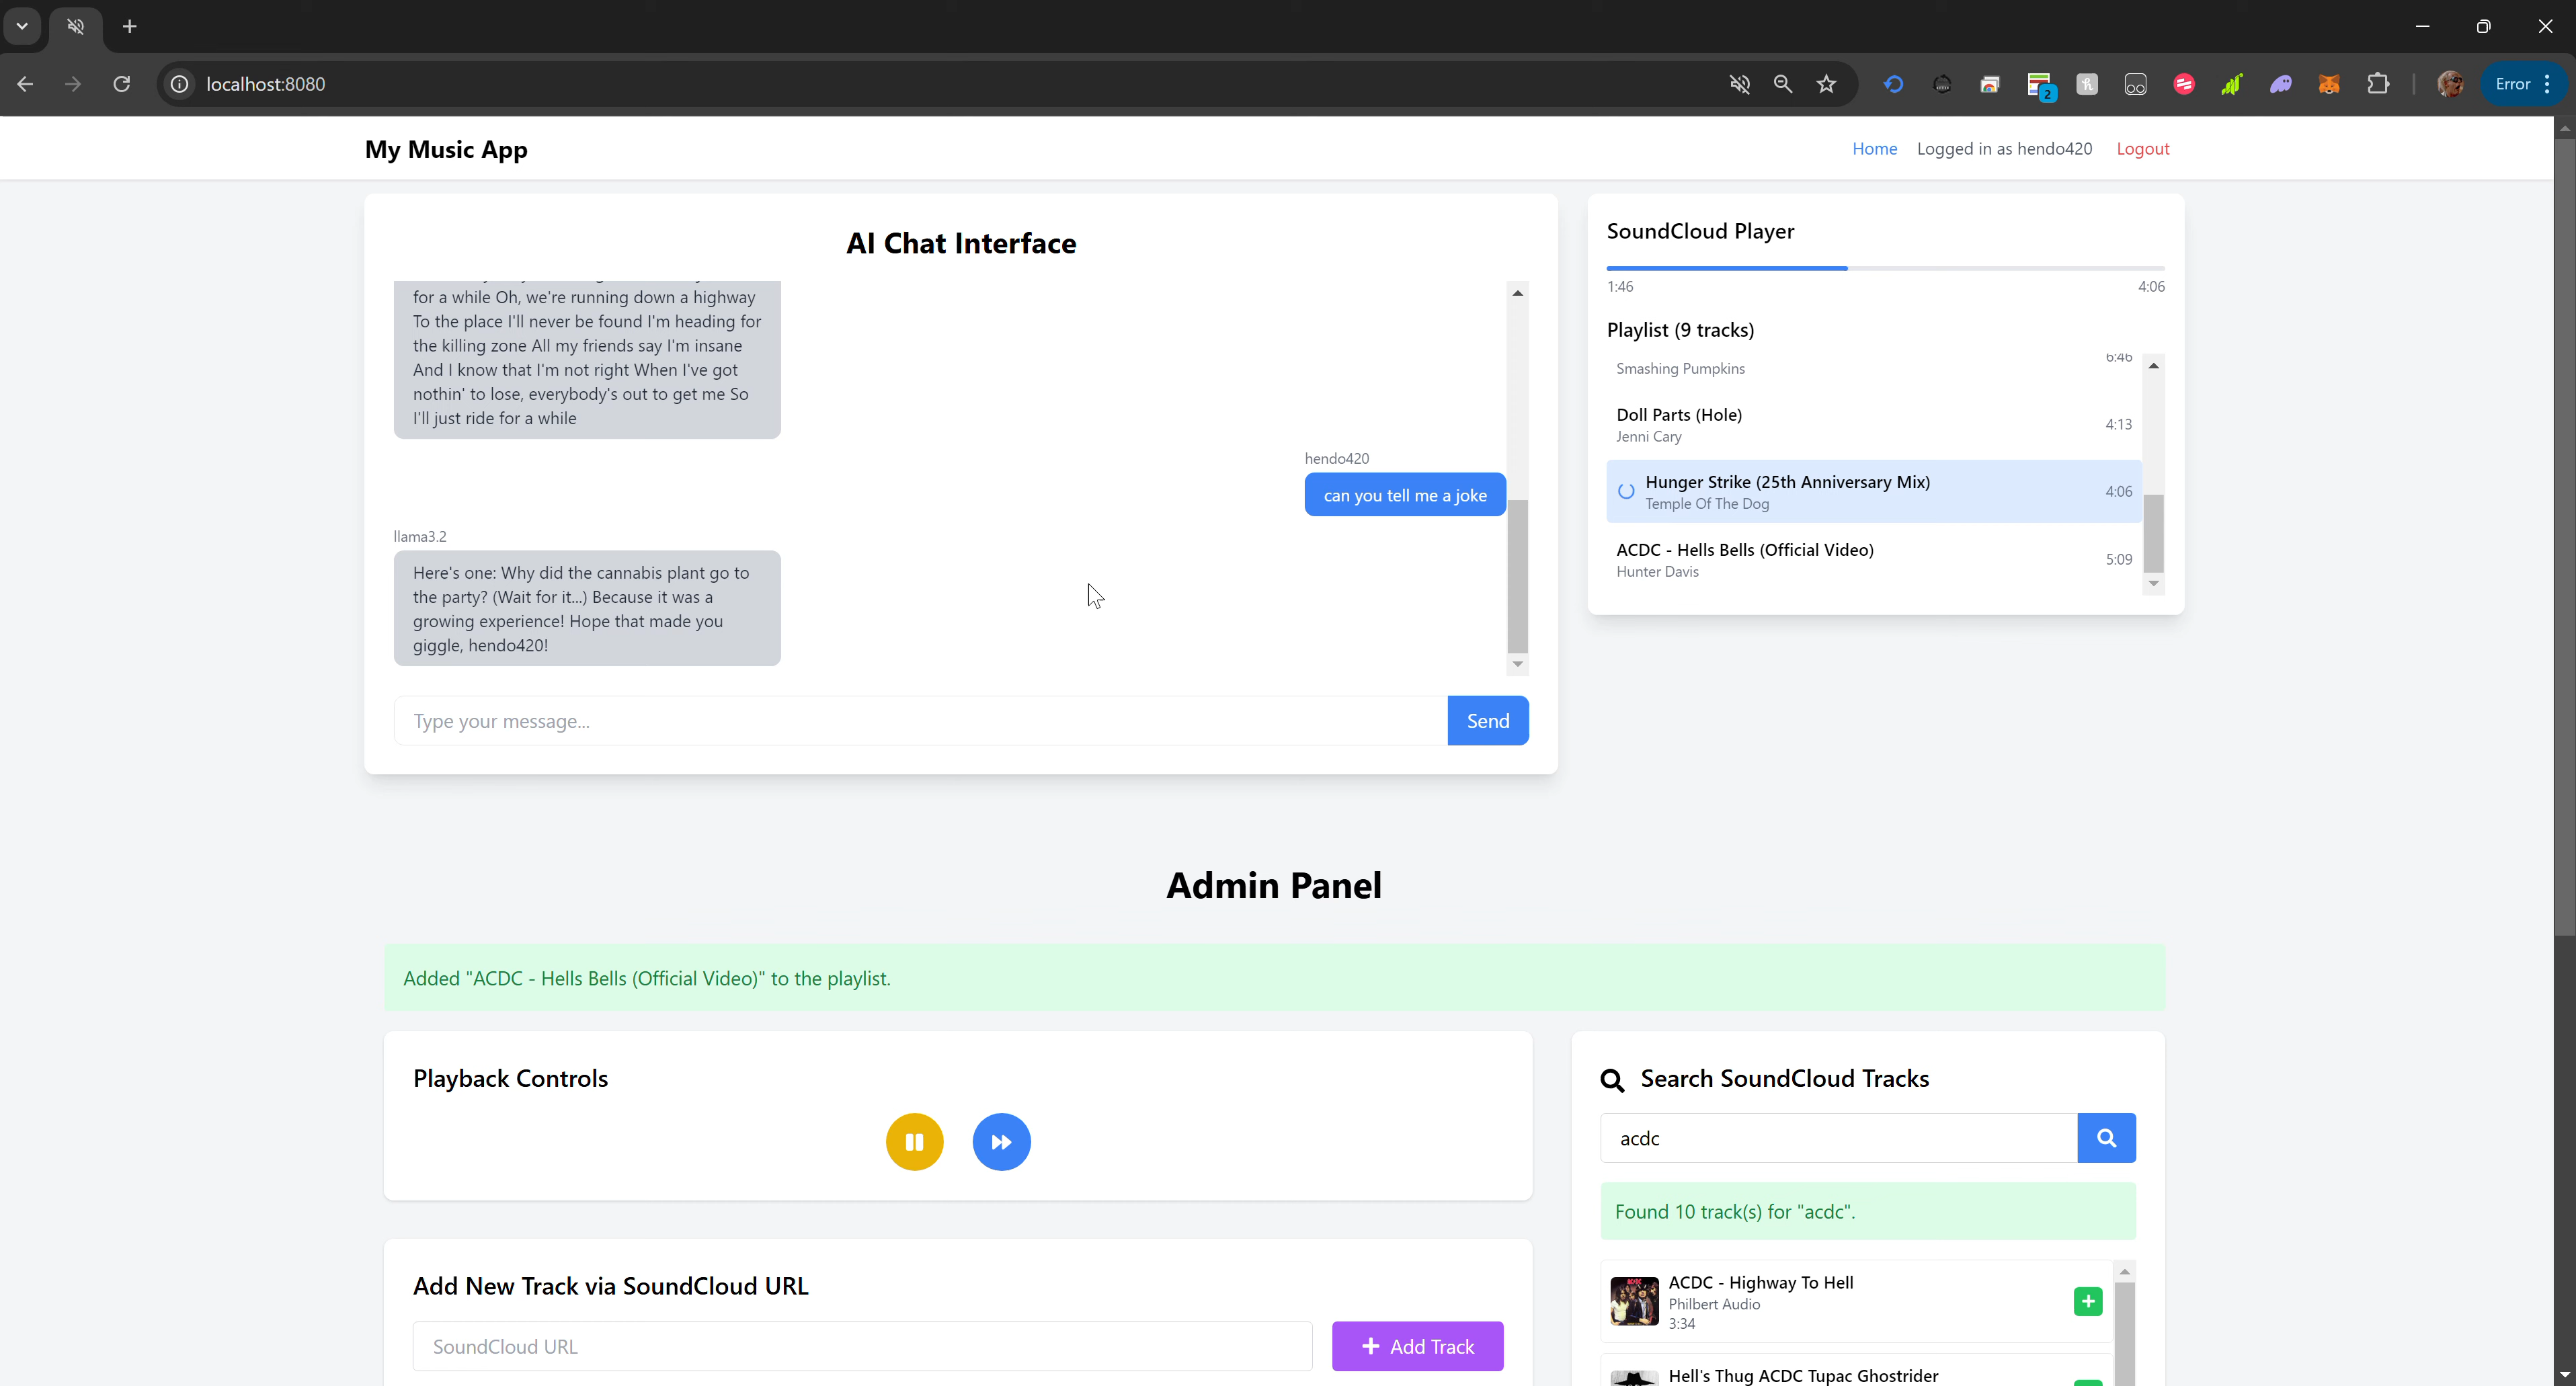 localhost:8080
2
Error
My Music App
Home
Logged in as hendo420
Logout
AI Chat Interface
for a while Oh, we're running down a highway
To the place I'll never be found I'm heading for
the killing zone All my friends say I'm insane
And I know that I'm not right When I've got
nothin' to lose, everybody's out to get me So
I'll just ride for a while
hendo420
can you tell me a joke
llama3.2
Here's one: Why did the cannabis plant go to
the party? (Wait for it...) Because it was a
growing experience! Hope that made you
giggle, hendo420!
Type your message...
Send
SoundCloud Player
1:46
4:06
Playlist (9 tracks)
6:46
Smashing Pumpkins
Doll Parts (Hole)
Jenni Cary
4:13
Hunger Strike (25th Anniversary Mix)
Temple Of The Dog
4:06
ACDC - Hells Bells (Official Video)
Hunter Davis
5:09
Admin Panel
Added "ACDC - Hells Bells (Official Video)" to the playlist.
Playback Controls
Add New Track via SoundCloud URL
SoundCloud URL
Add Track
Search SoundCloud Tracks
acdc
Found 10 track(s) for "acdc".
ACDC - Highway To Hell
Philbert Audio
3:34
Hell's Thug ACDC Tupac Ghostrider